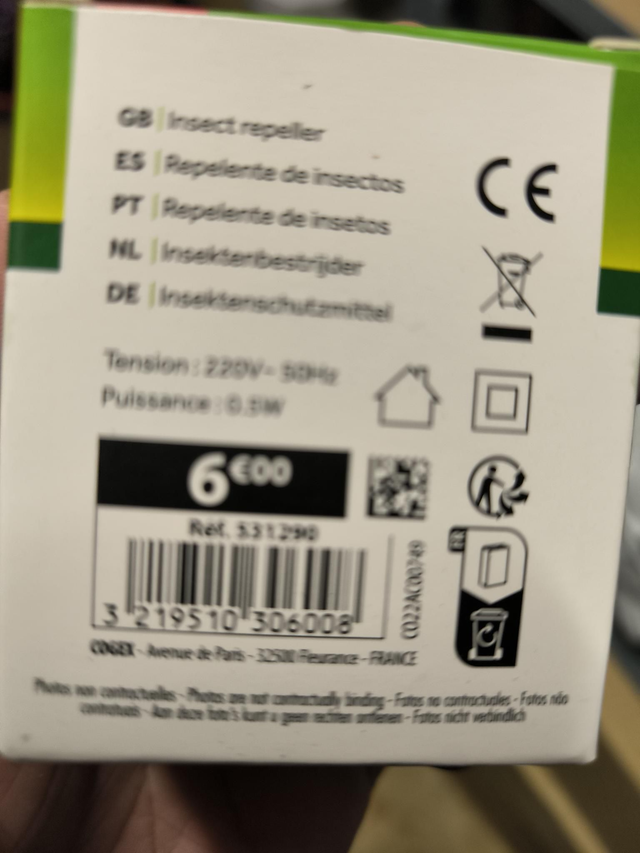 GB | Insect repeller
ES | Repelente de insectos
PT | Repelente de insetos
NL | Insektenbestrijder
DE | Insektenschutzmittel
Tension : 220V~ 50Hz
Puissance : 0.5W
6€00
Réf. 531290
3 219510 306008
C022AC00749
FR
COGEX - Avenue de Paris - 32500 Fleurance - FRANCE
Photos non contractuelles - Photos are not contractually binding - Fotos no contractuales - Fotos não
contratuais - Aan deze foto's kunt u geen rechten ontlenen - Fotos nicht verbindlich
CE